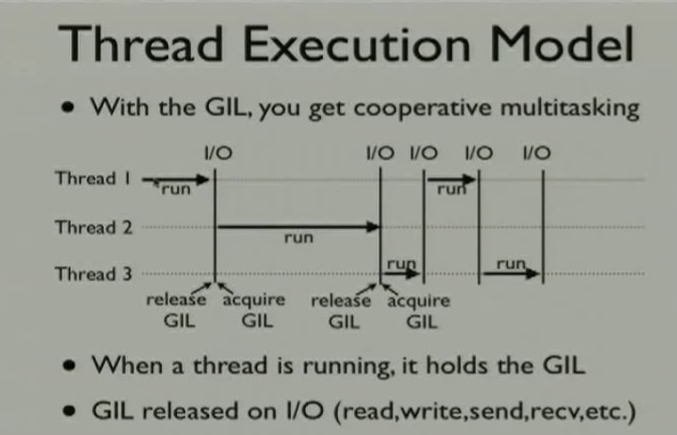 Thread Execution Model
• With the GIL, you get cooperative multitasking
I/O I/O I/O I/O I/O
Thread 1 run run
Thread 2 run
Thread 3 run run
release GIL acquire GIL release GIL acquire GIL
• When a thread is running, it holds the GIL
• GIL released on I/O (read,write,send,recv,etc.)